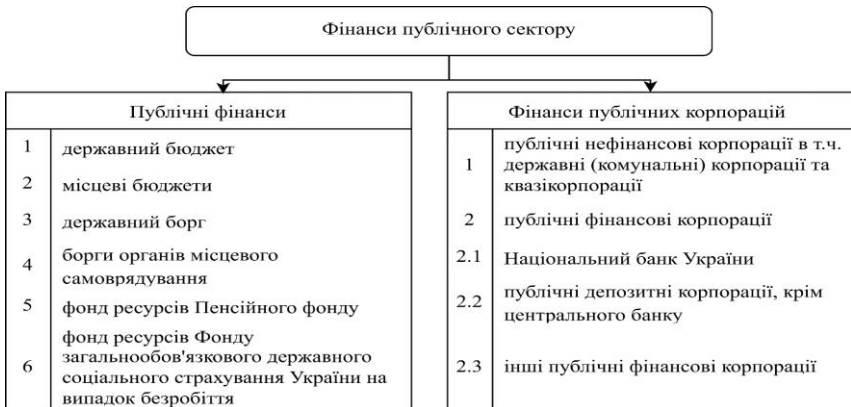 Фінанси публічного сектору
Публічні фінанси
1 державний бюджет
2 місцеві бюджети
3 державний борг
4 борги органів місцевого
самоврядування
5 фонд ресурсів Пенсійного фонду
6 фонд ресурсів Фонду
загальнообов'язкового державного
соціального страхування України на
випадок безробіття
Фінанси публічних корпорацій
1 публічні нефінансові корпорації в т.ч.
державні (комунальні) корпорації та
квазікорпорації
2 публічні фінансові корпорації
2.1 Національний банк України
2.2 публічні депозитні корпорації, крім
центрального банку
2.3 інші публічні фінансові корпорації